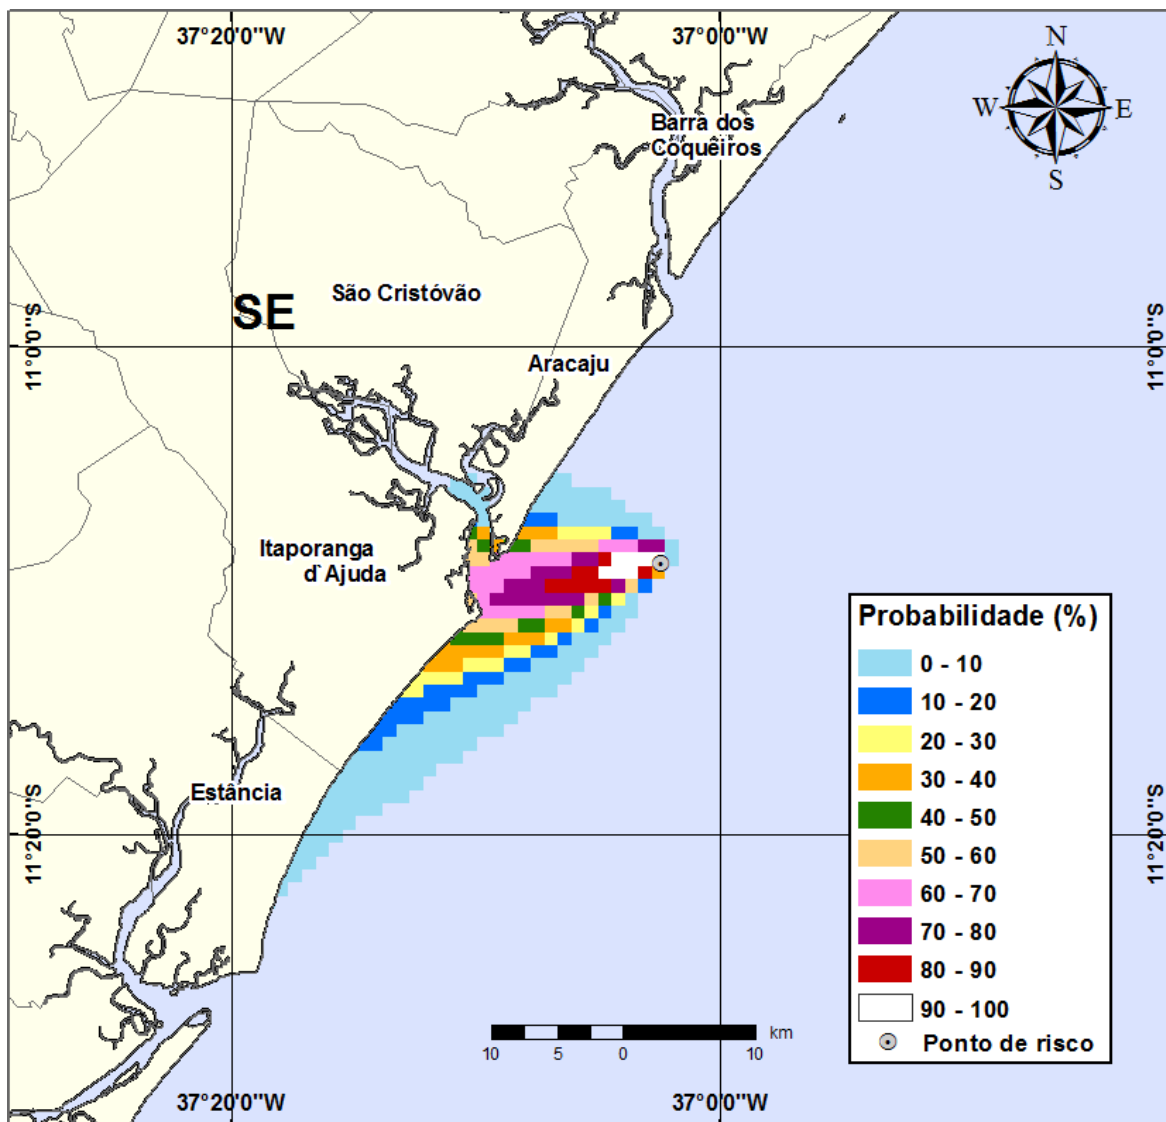 37°20'0"W
37°00'0"W
N
W
E
S
Barra dos
Coqueiros
São Cristóvão
SE
11°0'0"S
11°0'0"S
Aracaju
Itaporanga
d`Ajuda
Estância
11°20'0"S
11°20'0"S
Probabilidade (%)
0 - 10
10 - 20
20 - 30
30 - 40
40 - 50
50 - 60
60 - 70
70 - 80
80 - 90
90 - 100
Ponto de risco
km
10 5 0 10
37°20'0"W
37°00'0"W